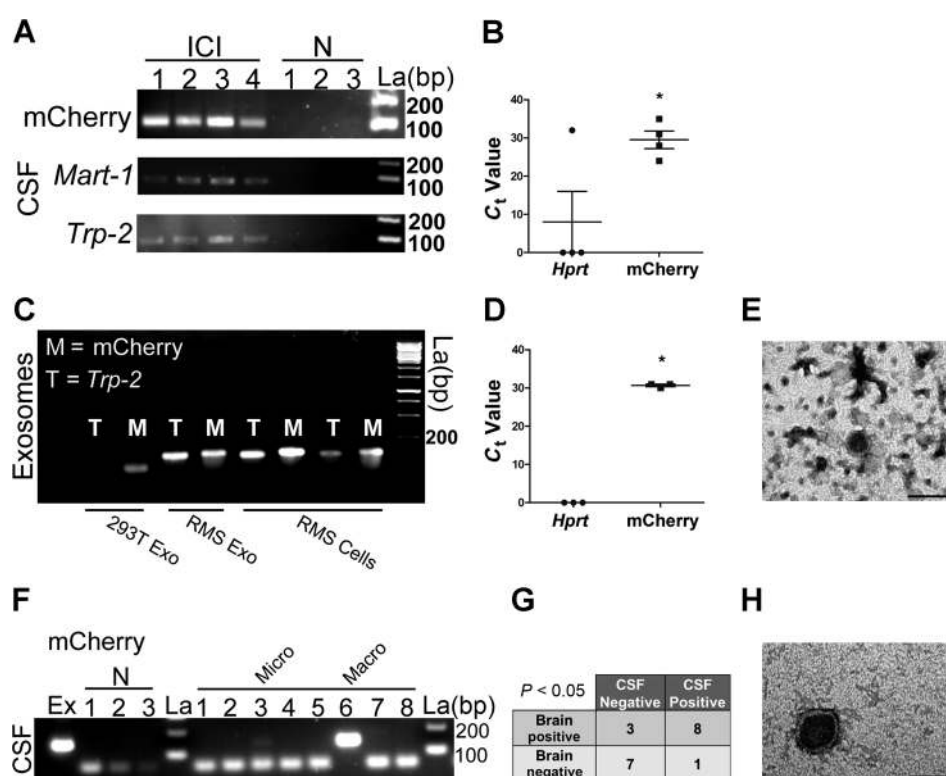 A
ICI N
1 2 3 4 1 2 3 La(bp)
mCherry
200
100
CSF
Mart-1
200
100
Trp-2
200
100
B
40
30
20
10
0
Ct Value
*
Hprt mCherry
C
M = mCherry
T = Trp-2
La(bp)
Exosomes
T M T M T M T M
200
293T Exo
RMS Exo
RMS Cells
D
40
30
20
10
0
Ct Value
*
Hprt mCherry
E
F
mCherry
N Micro Macro
Ex 1 2 3 La 1 2 3 4 5 6 7 8 La(bp)
CSF
200
100
G
P < 0.05
CSF Negative
CSF Positive
Brain positive 3 8
Brain negative 7 1
H